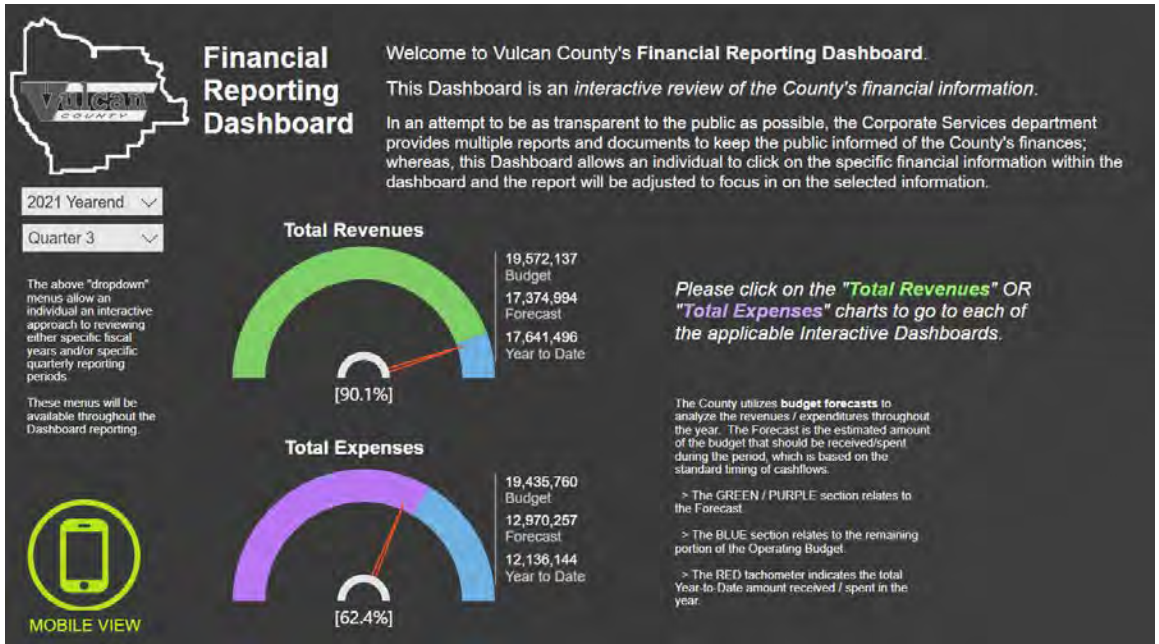 Vulcan
COUNTY
Financial
Reporting
Dashboard
Welcome to Vulcan County's Financial Reporting Dashboard.
This Dashboard is an interactive review of the County's financial information.
In an attempt to be as transparent to the public as possible, the Corporate Services department
provides multiple reports and documents to keep the public informed of the County's finances;
whereas, this Dashboard allows an individual to click on the specific financial information within the
dashboard and the report will be adjusted to focus in on the selected information.
2021 Yearend
Quarter 3
The above "dropdown"
menus allow an
individual an interactive
approach to reviewing
either specific fiscal
years and/or specific
quarterly reporting
periods.
These menus will be
available throughout the
Dashboard reporting.
MOBILE VIEW
Total Revenues
19,572,137
Budget
17,374,994
Forecast
17,641,496
Year to Date
[90.1%]
Total Expenses
19,435,760
Budget
12,970,257
Forecast
12,136,144
Year to Date
[62.4%]
Please click on the "Total Revenues" OR
"Total Expenses" charts to go to each of
the applicable Interactive Dashboards.
The County utilizes budget forecasts to
analyze the revenues / expenditures throughout
the year. The Forecast is the estimated amount
of the budget that should be received/spent
during the period, which is based on the
standard timing of cashflows.
> The GREEN / PURPLE section relates to
the Forecast.
> The BLUE section relates to the remaining
portion of the Operating Budget.
> The RED tachometer indicates the total
Year-to-Date amount received / spent in the
year.